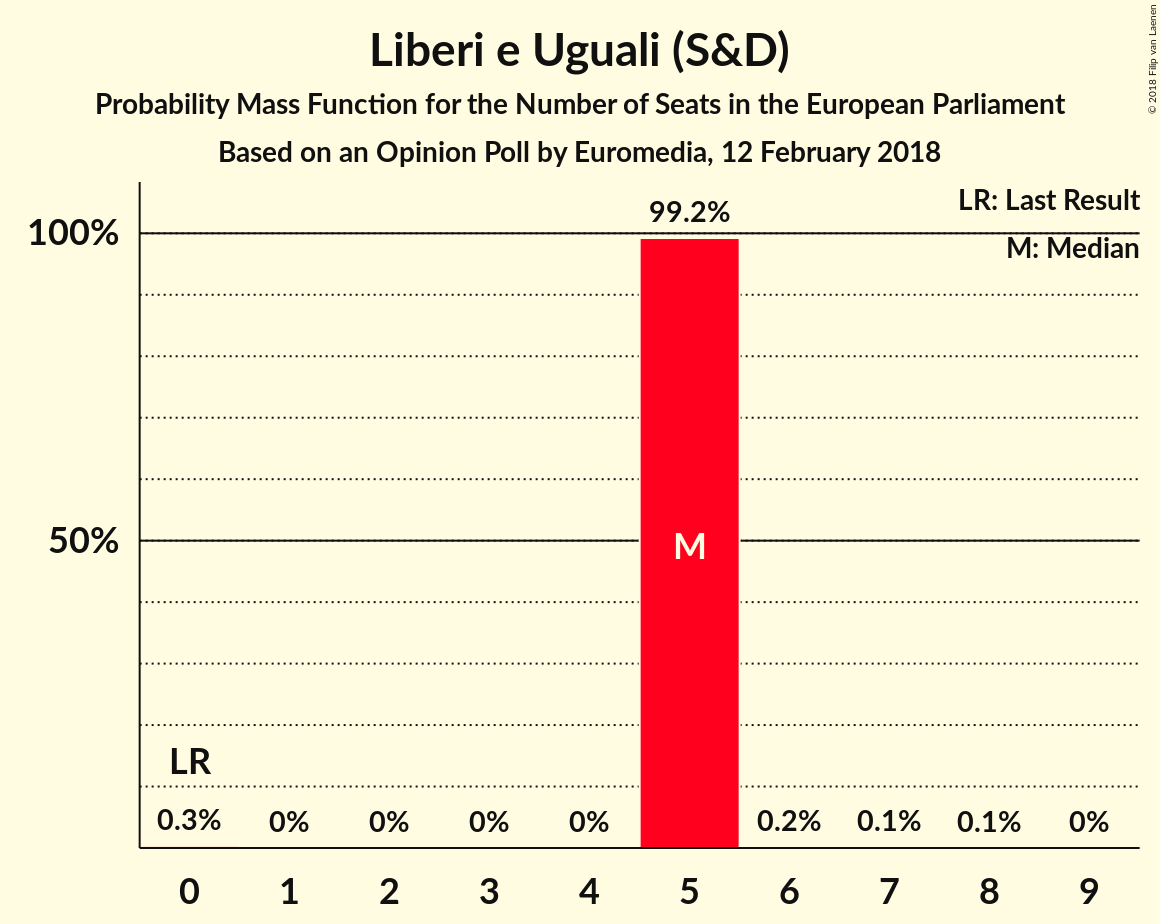 Liberi e Uguali (S&D)
Probability Mass Function for the Number of Seats in the European Parliament
Based on an Opinion Poll by Euromedia, 12 February 2018
© 2018 Filip van Laenen
LR: Last Result
M: Median
99.2%
100%
50%
M
LR
0.3% 0% 0% 0% 0% 0.2% 0.1% 0.1% 0%
0 1 2 3 4 5 6 7 8 9